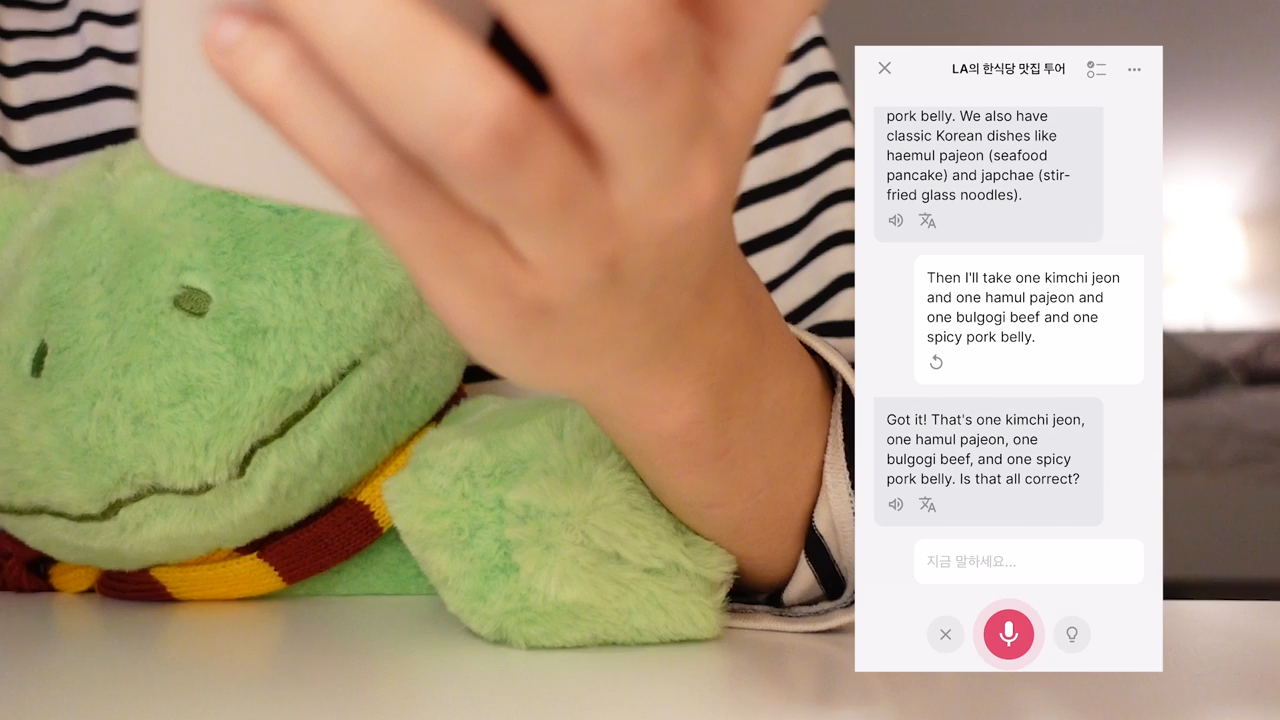 LA의 한식당 맛집 투어
pork belly. We also have
classic Korean dishes like
haemul pajeon (seafood
pancake) and japchae (stir-
fried glass noodles).
Then I'll take one kimchi jeon
and one hamul pajeon and
one bulgogi beef and one
spicy pork belly.
Got it! That's one kimchi jeon,
one hamul pajeon, one
bulgogi beef, and one spicy
pork belly. Is that all correct?
지금 말하세요...